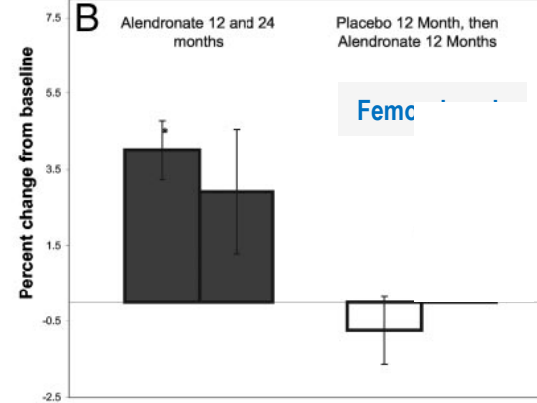 B
Alendronate 12 and 24
months
Placebo 12 Month, then
Alendronate 12 Months
Percent change from baseline
7.5
5.5
3.5
1.5
-0.5
-2.5
*